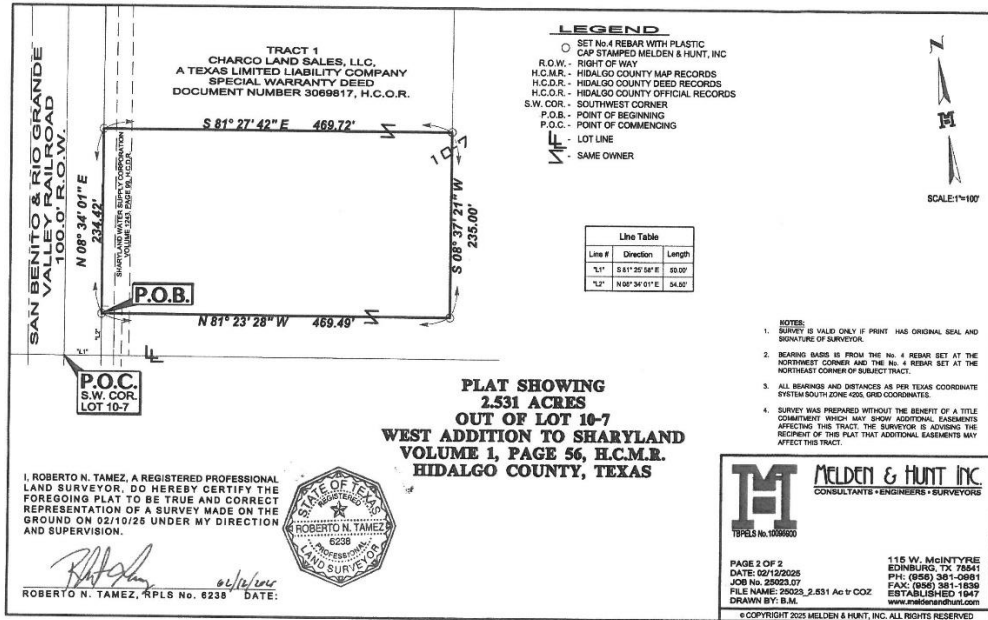 TRACT 1
CHARCO LAND SALES, LLC,
A TEXAS LIMITED LIABILITY COMPANY
SPECIAL WARRANTY DEED
DOCUMENT NUMBER 3069817, H.C.O.R.
SAN BENITO & RIO GRANDE
VALLEY RAILROAD
100.0' R.O.W.
N 08° 34' 01" E
234.42'
SHARYLAND WATER SUPPLY CORPORATION
S 81° 27' 42" E 469.72'
10-7
S 08° 37' 21" W
235.00'
N 81° 23' 28" W 469.49'
P.O.B.
"L2"
"L1"
P.O.C.
S.W. COR.
LOT 10-7
LEGEND
SET No.4 REBAR WITH PLASTIC
CAP STAMPED MELDEN & HUNT, INC
R.O.W. - RIGHT OF WAY
H.C.M.R. - HIDALGO COUNTY MAP RECORDS
H.C.D.R. - HIDALGO COUNTY DEED RECORDS
H.C.O.R. - HIDALGO COUNTY OFFICIAL RECORDS
S.W. COR. - SOUTHWEST CORNER
P.O.B. - POINT OF BEGINNING
P.O.C. - POINT OF COMMENCING
- LOT LINE
- SAME OWNER
N
SCALE:1"=100'
Line Table
Line # Direction Length
"L1" S 81° 25' 58" E 50.00'
"L2" N 08° 34' 01" E 54.50'
NOTES:
1. SURVEY IS VALID ONLY IF PRINT HAS ORIGINAL SEAL AND
SIGNATURE OF SURVEYOR.
2. BEARING BASIS IS FROM THE No. 4 REBAR SET AT THE
NORTHWEST CORNER AND THE No. 4 REBAR SET AT THE
NORTHEAST CORNER OF SUBJECT TRACT.
3. ALL BEARINGS AND DISTANCES AS PER TEXAS COORDINATE
SYSTEM SOUTH ZONE 4205, GRID COORDINATES.
4. SURVEY WAS PREPARED WITHOUT THE BENEFIT OF A TITLE
COMMITMENT WHICH MAY SHOW ADDITIONAL EASEMENTS
AFFECTING THIS TRACT. THE SURVEYOR IS ADVISING THE
RECIPIENT OF THIS PLAT THAT ADDITIONAL EASEMENTS MAY
AFFECT THIS TRACT.
PLAT SHOWING
2.531 ACRES
OUT OF LOT 10-7
WEST ADDITION TO SHARYLAND
VOLUME 1, PAGE 56, H.C.M.R.
HIDALGO COUNTY, TEXAS
I, ROBERTO N. TAMEZ, A REGISTERED PROFESSIONAL
LAND SURVEYOR, DO HEREBY CERTIFY THE
FOREGOING PLAT TO BE TRUE AND CORRECT
REPRESENTATION OF A SURVEY MADE ON THE
GROUND ON 02/10/25 UNDER MY DIRECTION
AND SUPERVISION.
ROBERTO N. TAMEZ, RPLS No. 6238 DATE:
STATE OF TEXAS
REGISTERED
ROBERTO N. TAMEZ
6238
PROFESSIONAL
LAND SURVEYOR
MELDEN & HUNT INC.
CONSULTANTS • ENGINEERS • SURVEYORS
PAGE 2 OF 2
DATE: 02/12/2025
JOB No. 25023.07
FILE NAME: 25023_2.531 Ac tr COZ
DRAWN BY: B.M.
115 W. McINTYRE
EDINBURG, TX 78541
PH: (956) 381-0981
FAX: (956) 381-1839
ESTABLISHED 1947
www.meldenandhunt.com
© COPYRIGHT 2025 MELDEN & HUNT, INC. ALL RIGHTS RESERVED